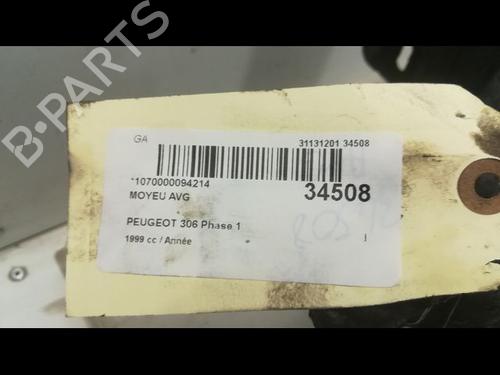 B-PARTS
GA 31131201 34508
*1070000094214 34508
MOYEU AVG
PEUGEOT 306 Phase 1
1999 cc / Année